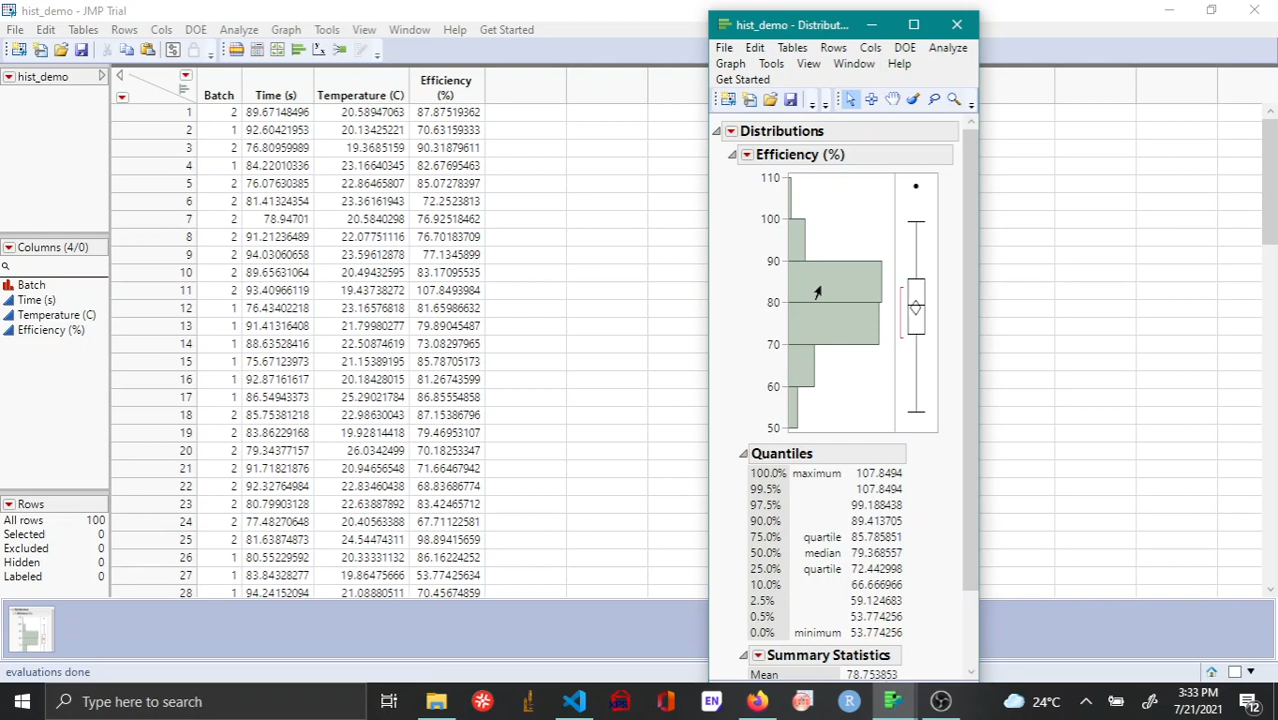 hist_demo - JMP Trial
File Edit Tables Rows Cols DOE Analyze Graph Tools View Window Help Get Started
hist_demo
Batch Time (s) Temperature (C) Efficiency (%)
1 2 89.67148496 20.58947063 87.87519362
2 1 92.60421953 20.13425221 70.63159333
3 2 76.80959989 19.3685159 90.31879611
4 1 84.22010336 23.16640345 82.67695463
5 2 76.07630385 22.86465807 85.07278397
6 2 81.41324354 23.36161943 72.2523813
7 2 78.94701 20.5840298 76.92518462
8 2 91.21236489 22.07751116 76.70183709
9 2 94.03060658 23.59612878 77.1345899
10 2 89.65631064 20.49432595 83.17095535
11 2 93.40966119 19.43738272 107.8493984
12 1 76.43402218 23.16576818 81.65986632
13 1 91.41316408 21.79980277 79.89045487
14 1 88.63528416 22.50874619 73.08297965
15 1 75.67123973 21.15389195 85.78705173
16 1 92.87161617 20.18428015 81.26743599
17 1 86.54943373 25.29021784 86.85554858
18 2 85.75381218 22.98630043 87.15386796
19 2 83.86229168 19.92814418 79.46953107
20 2 79.34377157 26.0342499 70.18253347
21 2 91.71821876 20.94656548 71.66467942
22 2 92.32764984 22.83460438 68.83686774
23 2 80.79903128 22.63887892 83.42465712
24 2 77.48270648 20.40563388 67.71122581
25 2 81.63874873 24.54474311 98.89415659
26 1 80.55229592 20.33331132 86.16224252
27 1 83.84328277 19.86475666 53.77425634
28 1 94.24152094 21.08880511 70.45674859
Columns (4/0)
Batch
Time (s)
Temperature (C)
Efficiency (%)
Rows
All rows 100
Selected 0
Excluded 0
Hidden 0
Labeled 0
hist_demo - Distribut...
File Edit Tables Rows Cols DOE Analyze
Graph Tools View Window Help
Get Started
Distributions
Efficiency (%)
110
100
90
80
70
60
50
Quantiles
100.0% maximum 107.8494
99.5% 107.8494
97.5% 99.188438
90.0% 89.413705
75.0% quartile 85.785851
50.0% median 79.368557
25.0% quartile 72.442998
10.0% 66.666966
2.5% 59.124683
0.5% 53.774256
0.0% minimum 53.774256
Summary Statistics
Mean 78.753853
evaluations done
Type here to search
EN
R
24°C
3:33 PM
7/21/2021
12